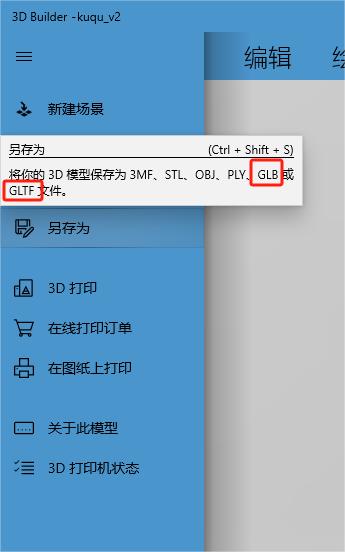 3D Builder -kuqu_v2
编辑
新建场景
另存为 (Ctrl + Shift + S)
将你的 3D 模型保存为 3MF、STL、OBJ、PLY、GLB 或
GLTF 文件。
另存为
3D 打印
在线打印订单
在图纸上打印
关于此模型
3D 打印机状态